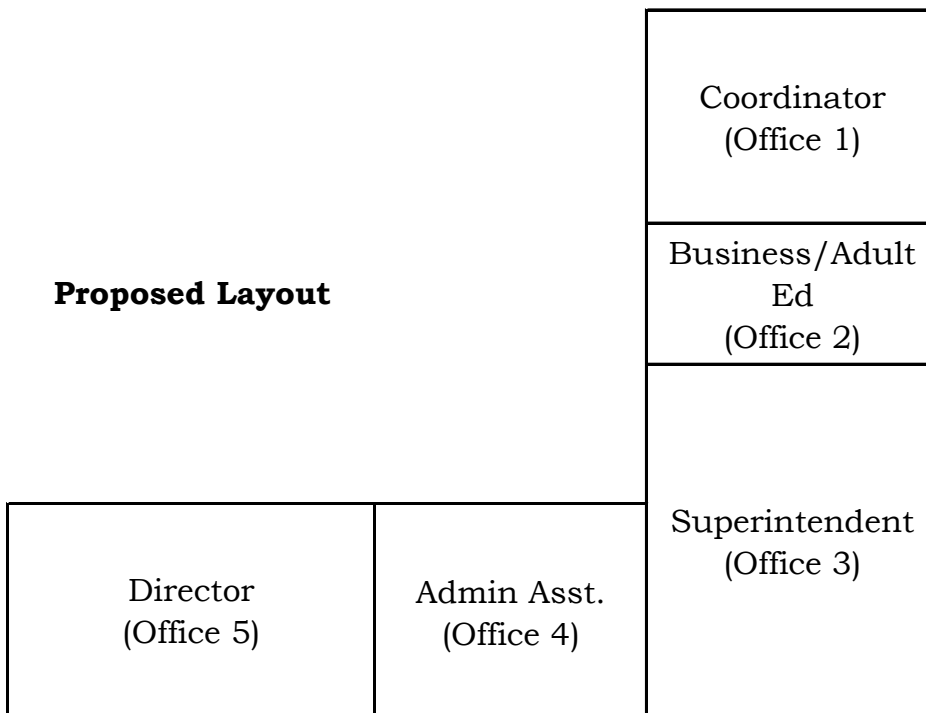 Coordinator
(Office 1)
Business/Adult
Ed
(Office 2)
Proposed Layout
Superintendent
(Office 3)
Director
(Office 5)
Admin Asst.
(Office 4)